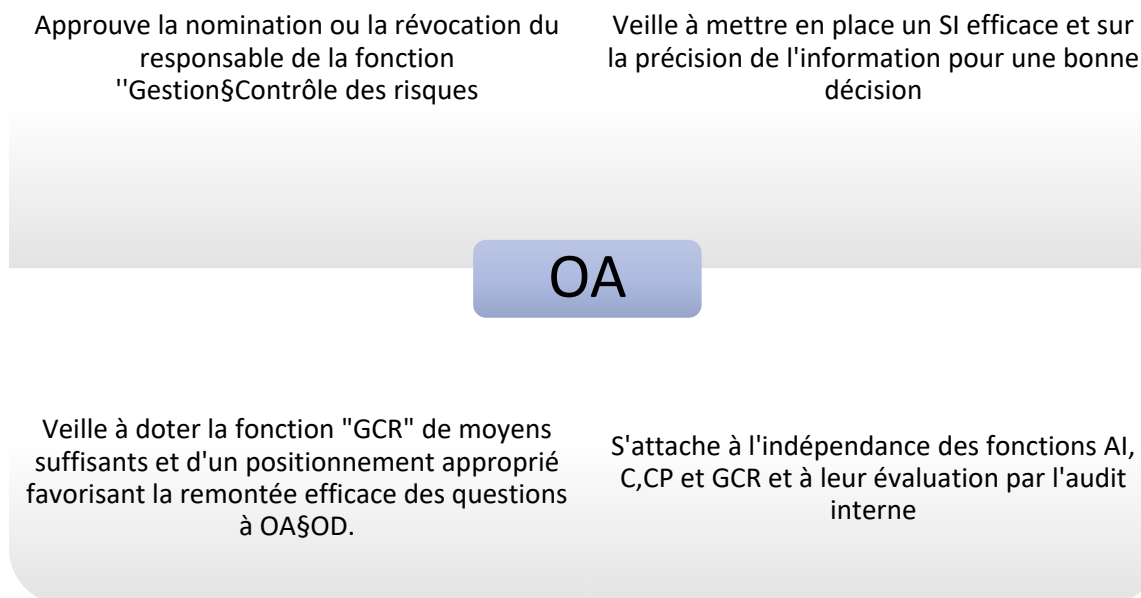 Approuve la nomination ou la révocation du
responsable de la fonction
''Gestion§Contrôle des risques
Veille à mettre en place un SI efficace et sur
la précision de l'information pour une bonne
décision
OA
Veille à doter la fonction "GCR" de moyens
suffisants et d'un positionnement approprié
favorisant la remontée efficace des questions
à OA§OD.
S'attache à l'indépendance des fonctions AI,
C,CP et GCR et à leur évaluation par l'audit
interne